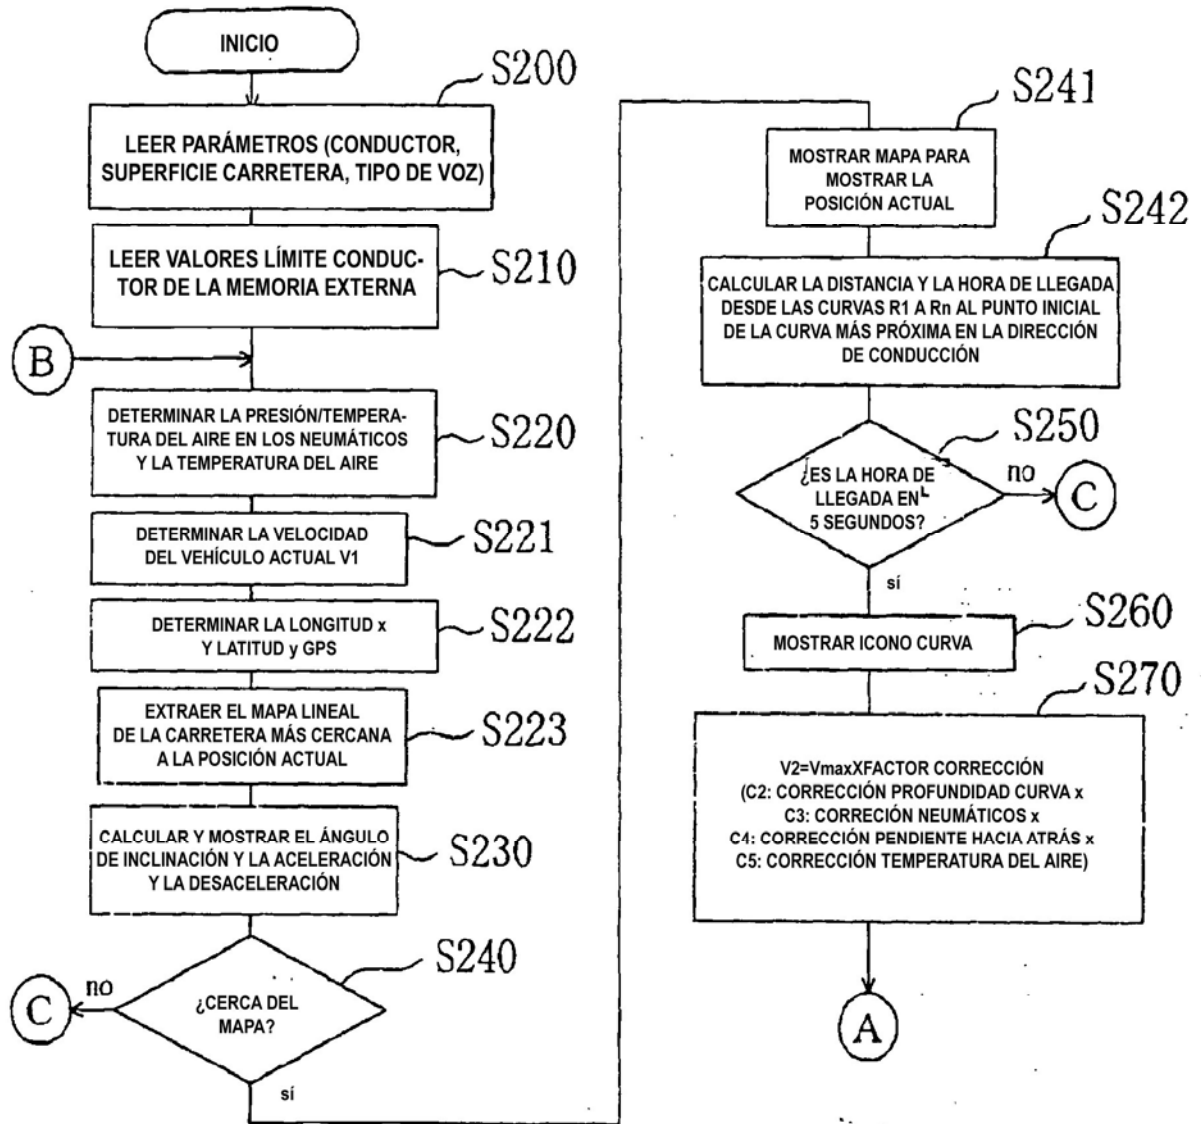 INICIO
S200
LEER PARÁMETROS (CONDUCTOR,
SUPERFICIE CARRETERA, TIPO DE VOZ)
LEER VALORES LÍMITE CONDUC-
TOR DE LA MEMORIA EXTERNA
S210
B
DETERMINAR LA PRESIÓN/TEMPERA-
TURA DEL AIRE EN LOS NEUMÁTICOS
Y LA TEMPERATURA DEL AIRE
S220
DETERMINAR LA VELOCIDAD
DEL VEHÍCULO ACTUAL V1
S221
DETERMINAR LA LONGITUD x
Y LATITUD y GPS
S222
EXTRAER EL MAPA LINEAL
DE LA CARRETERA MÁS CERCANA
A LA POSICIÓN ACTUAL
S223
CALCULAR Y MOSTRAR EL ÁNGULO
DE INCLINACIÓN Y LA ACELERACIÓN
Y LA DESACELERACIÓN
S230
S240
¿CERCA DEL
MAPA?
no
C
sí
S241
MOSTRAR MAPA PARA
MOSTRAR LA
POSICIÓN ACTUAL
S242
CALCULAR LA DISTANCIA Y LA HORA DE LLEGADA
DESDE LAS CURVAS R1 A Rn AL PUNTO INICIAL
DE LA CURVA MÁS PRÓXIMA EN LA DIRECCIÓN
DE CONDUCCIÓN
S250
¿ES LA HORA DE
LLEGADA EN
5 SEGUNDOS?
no
C
sí
S260
MOSTRAR ICONO CURVA
S270
V2=VmaxXFACTOR CORRECCIÓN
(C2: CORRECCIÓN PROFUNDIDAD CURVA x
C3: CORRECIÓN NEUMÁTICOS x
C4: CORRECCIÓN PENDIENTE HACIA ATRÁS x
C5: CORRECCIÓN TEMPERATURA DEL AIRE)
A